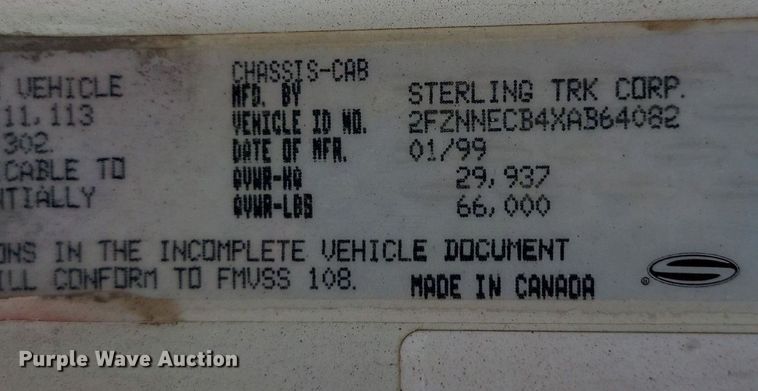 VEHICLE CHASSIS-CAB
11,113 MFD. BY STERLING TRK CORP.
302. VEHICLE ID NO. 2FZNNECB4XAB64082
CABLE TO DATE OF MFR. 01/99
NTIALLY GVWR-KG 29,937
GVWR-LBS 66,000
ONS IN THE INCOMPLETE VEHICLE DOCUMENT
ILL CONFORM TO FMVSS 108. MADE IN CANADA
®
Purple Wave Auction